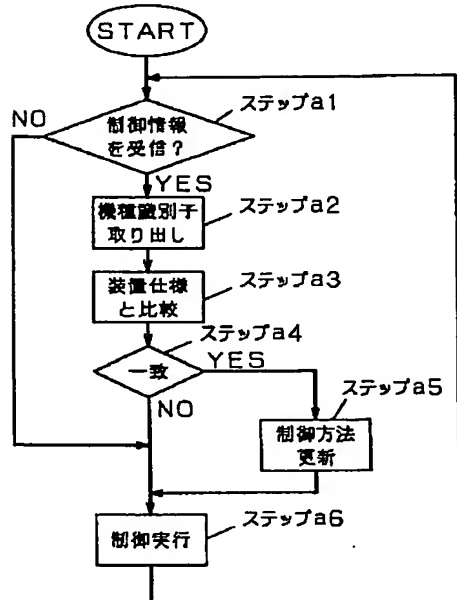 START
ステップa1
NO
制御情報
を受信?
YES
ステップa2
機種識別子
取り出し
ステップa3
装置仕様
と比較
ステップa4
一致
YES
NO
ステップa5
制御方法
更新
ステップa6
制御実行